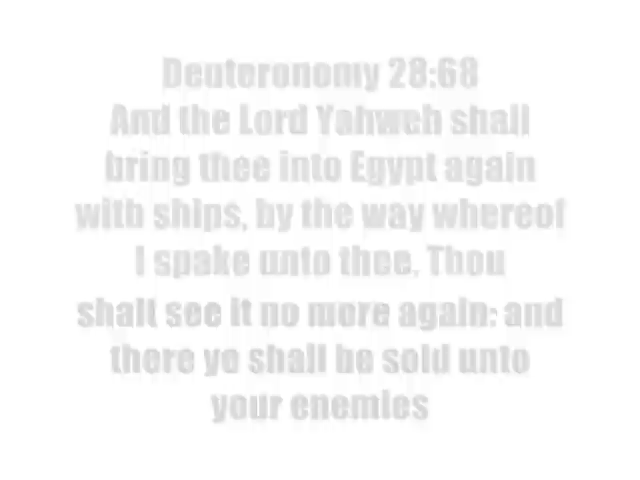 Deuteronomy 28:68
And the Lord Yahweh shall
bring thee into Egypt again
with ships, by the way whereof
I spake unto thee, Thou
shalt see it no more again: and
there ye shall be sold unto
your enemies